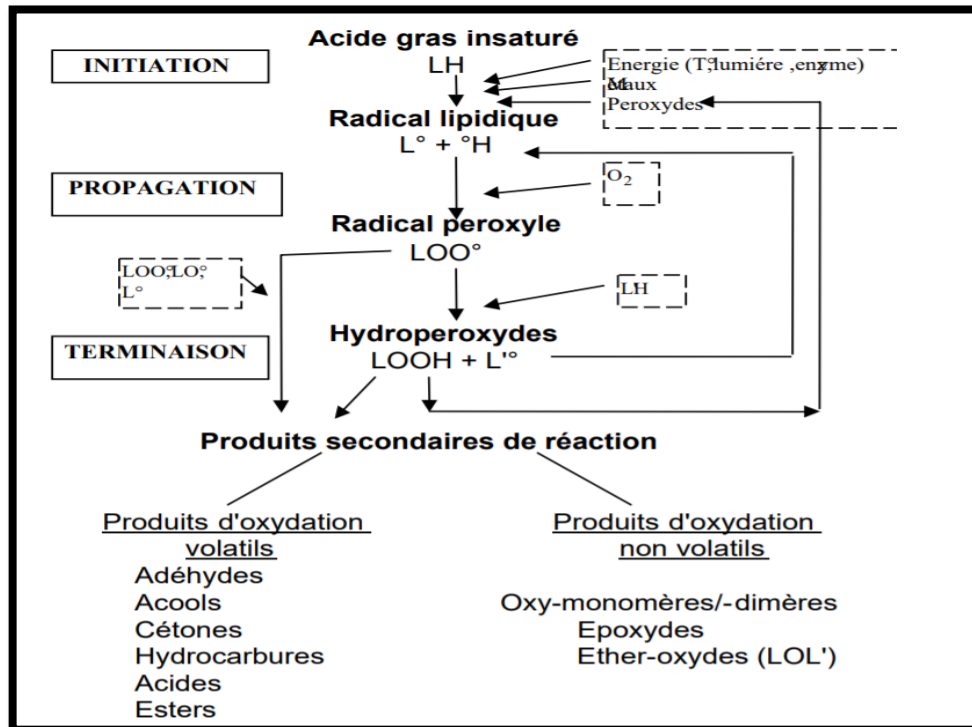 Acide gras insaturé
INITIATION
LH
Energie (T°, lumiére ,enzyme)
Peroxydes
Radical lipidique
L° + °H
PROPAGATION
O₂
Radical peroxyle
LOO°
LOO°, LO°,
L°
L'H
Hydroperoxydes
TERMINAISON
LOOH + L'°
Produits secondaires de réaction
Produits d'oxydation
volatils
Adéhydes
Acools
Cétones
Hydrocarbures
Acides
Esters
Produits d'oxydation
non volatils
Oxy-monomères/-dimères
Epoxydes
Ether-oxydes (LOL')